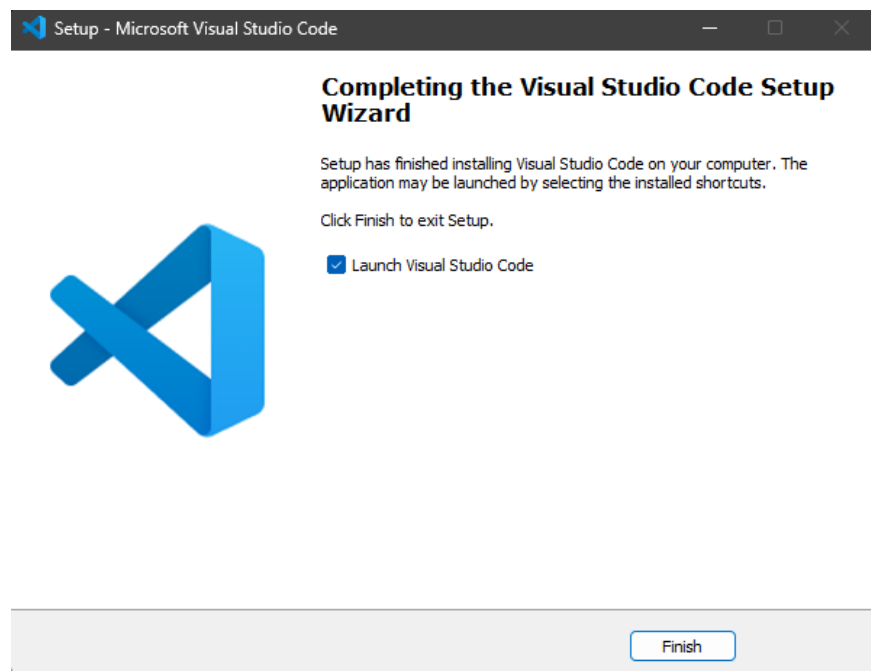 Setup - Microsoft Visual Studio Code
Completing the Visual Studio Code Setup
Wizard
Setup has finished installing Visual Studio Code on your computer. The
application may be launched by selecting the installed shortcuts.
Click Finish to exit Setup.
Launch Visual Studio Code
Finish